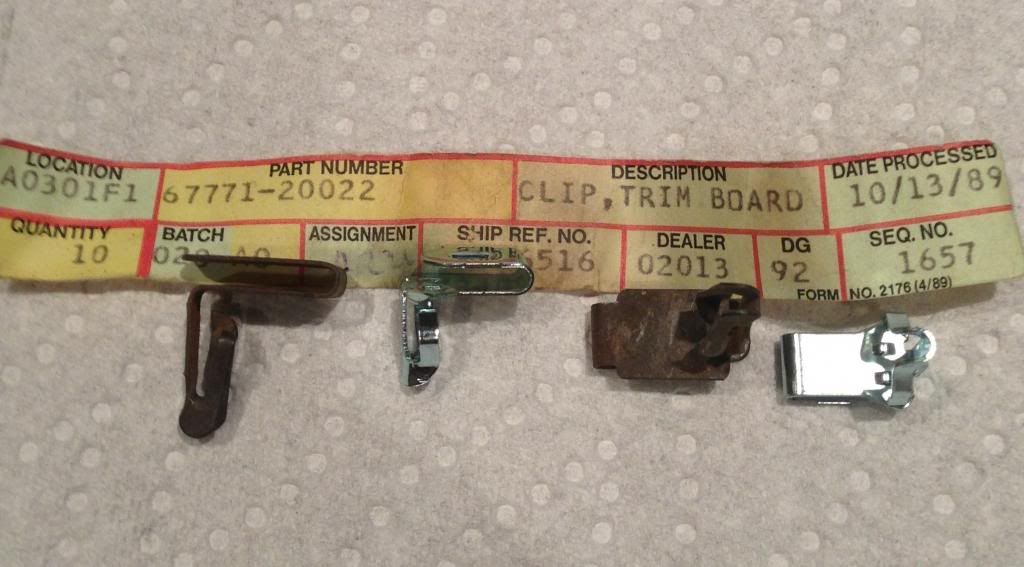 LOCATION PART NUMBER DESCRIPTION DATE PROCESSED
A0301F1 67771-20022 CLIP, TRIM BOARD 10/13/89
QUANTITY BATCH ASSIGNMENT SHIP REF. NO. DEALER DG SEQ. NO.
10 6516 02013 92 1657
FORM NO. 2176 (4/89)